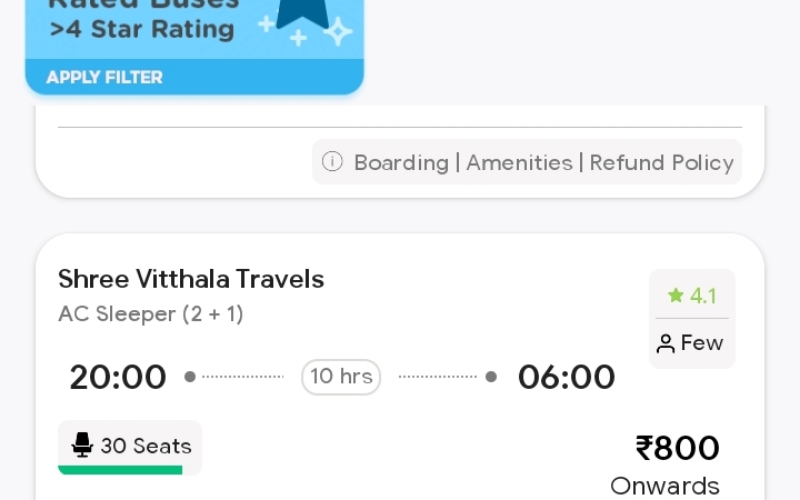 Rated Buses
>4 Star Rating
APPLY FILTER
Boarding | Amenities | Refund Policy
Shree Vitthala Travels
AC Sleeper (2 + 1)
4.1
Few
20:00 10 hrs 06:00
30 Seats
₹800
Onwards